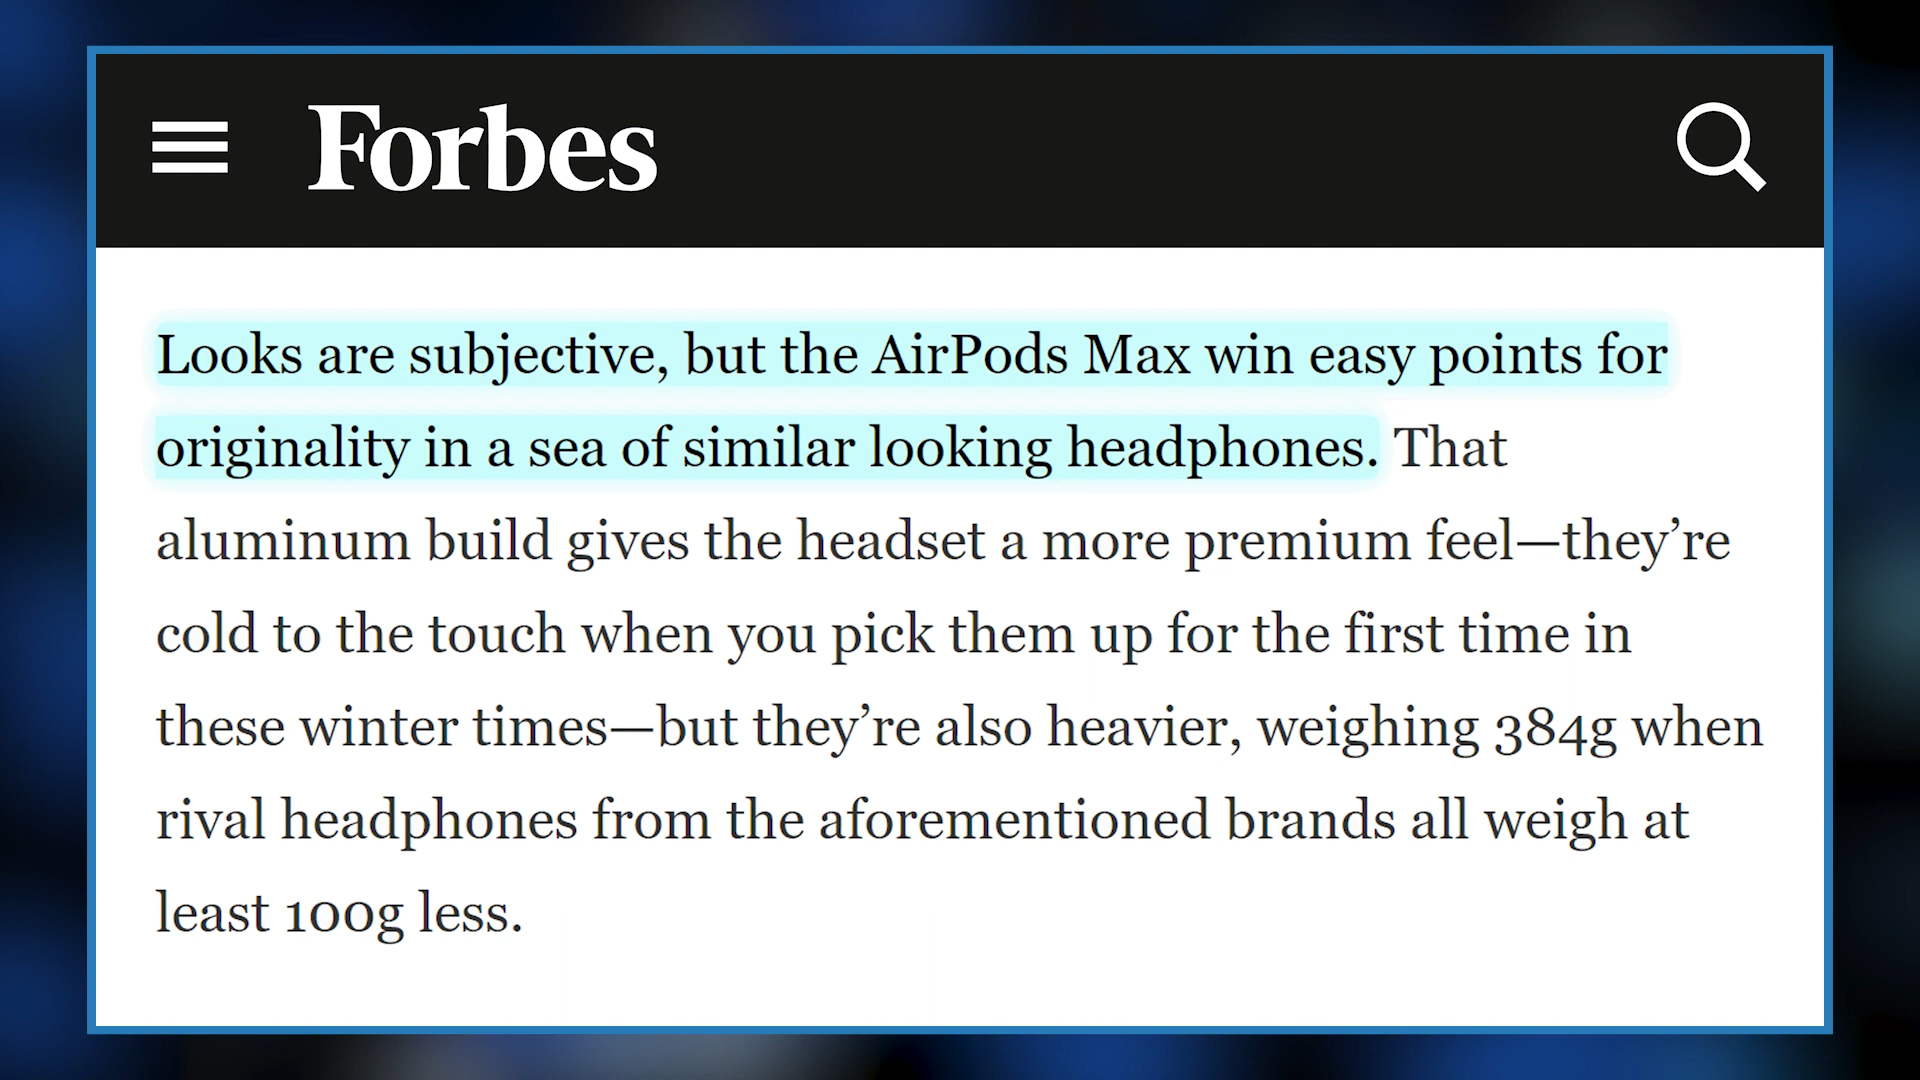 Forbes
Looks are subjective, but the AirPods Max win easy points for
originality in a sea of similar looking headphones. That
aluminum build gives the headset a more premium feel—they’re
cold to the touch when you pick them up for the first time in
these winter times—but they’re also heavier, weighing 384g when
rival headphones from the aforementioned brands all weigh at
least 100g less.